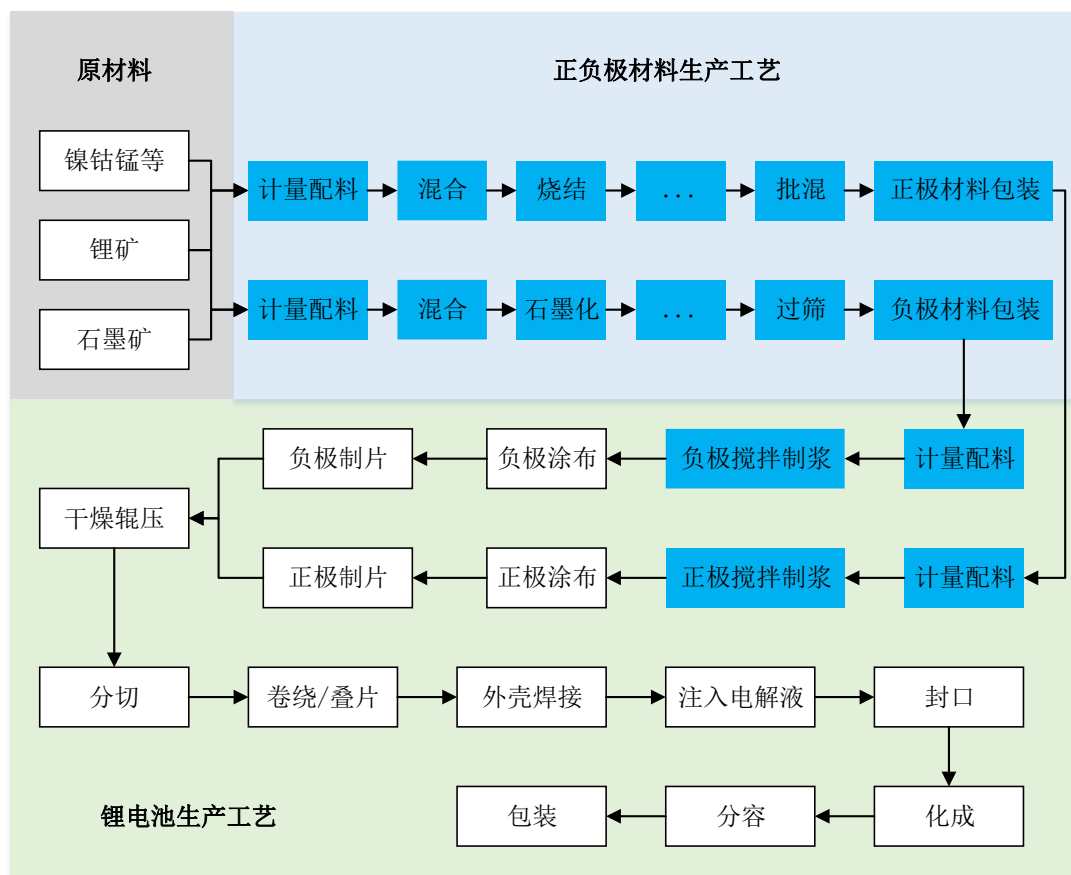 原材料
正负极材料生产工艺
镍钴锰等
锂矿
石墨矿
计量配料
混合
烧结
...
批混
正极材料包装
计量配料
混合
石墨化
...
过筛
负极材料包装
负极制片
负极涂布
负极搅拌制浆
计量配料
干燥辊压
正极制片
正极涂布
正极搅拌制浆
计量配料
分切
卷绕/叠片
外壳焊接
注入电解液
封口
锂电池生产工艺
包装
分容
化成